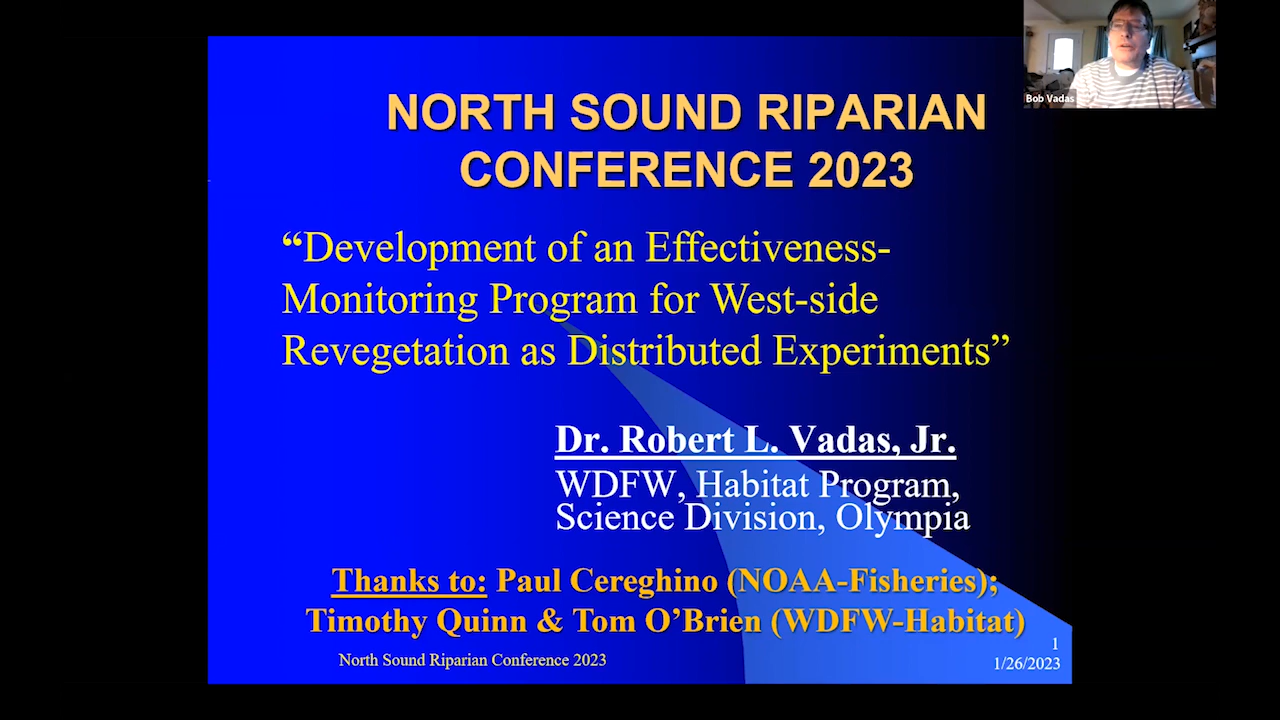 Bob Vadas
NORTH SOUND RIPARIAN
CONFERENCE 2023
“Development of an Effectiveness-
Monitoring Program for West-side
Revegetation as Distributed Experiments”
Dr. Robert L. Vadas, Jr.
WDFW, Habitat Program,
Science Division, Olympia
Thanks to: Paul Cereghino (NOAA-Fisheries);
Timothy Quinn & Tom O’Brien (WDFW-Habitat)
North Sound Riparian Conference 2023
1
1/26/2023